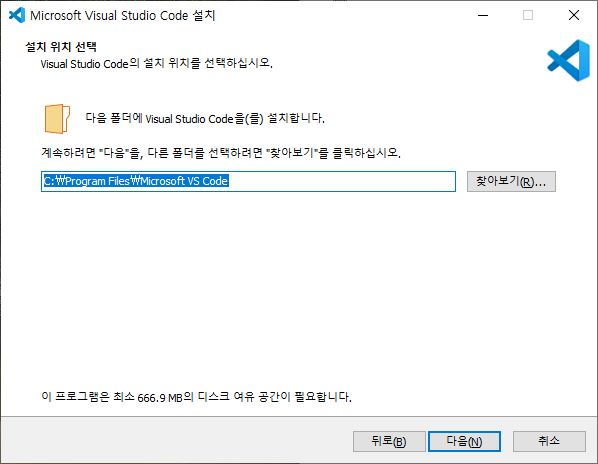 Microsoft Visual Studio Code 설치
설치 위치 선택
Visual Studio Code의 설치 위치를 선택하십시오.
다음 폴더에 Visual Studio Code을(를) 설치합니다.
계속하려면 "다음"을, 다른 폴더를 선택하려면 "찾아보기"를 클릭하십시오.
C:₩Program Files₩Microsoft VS Code
찾아보기(R)...
이 프로그램은 최소 666.9 MB의 디스크 여유 공간이 필요합니다.
뒤로(B)
다음(N)
취소